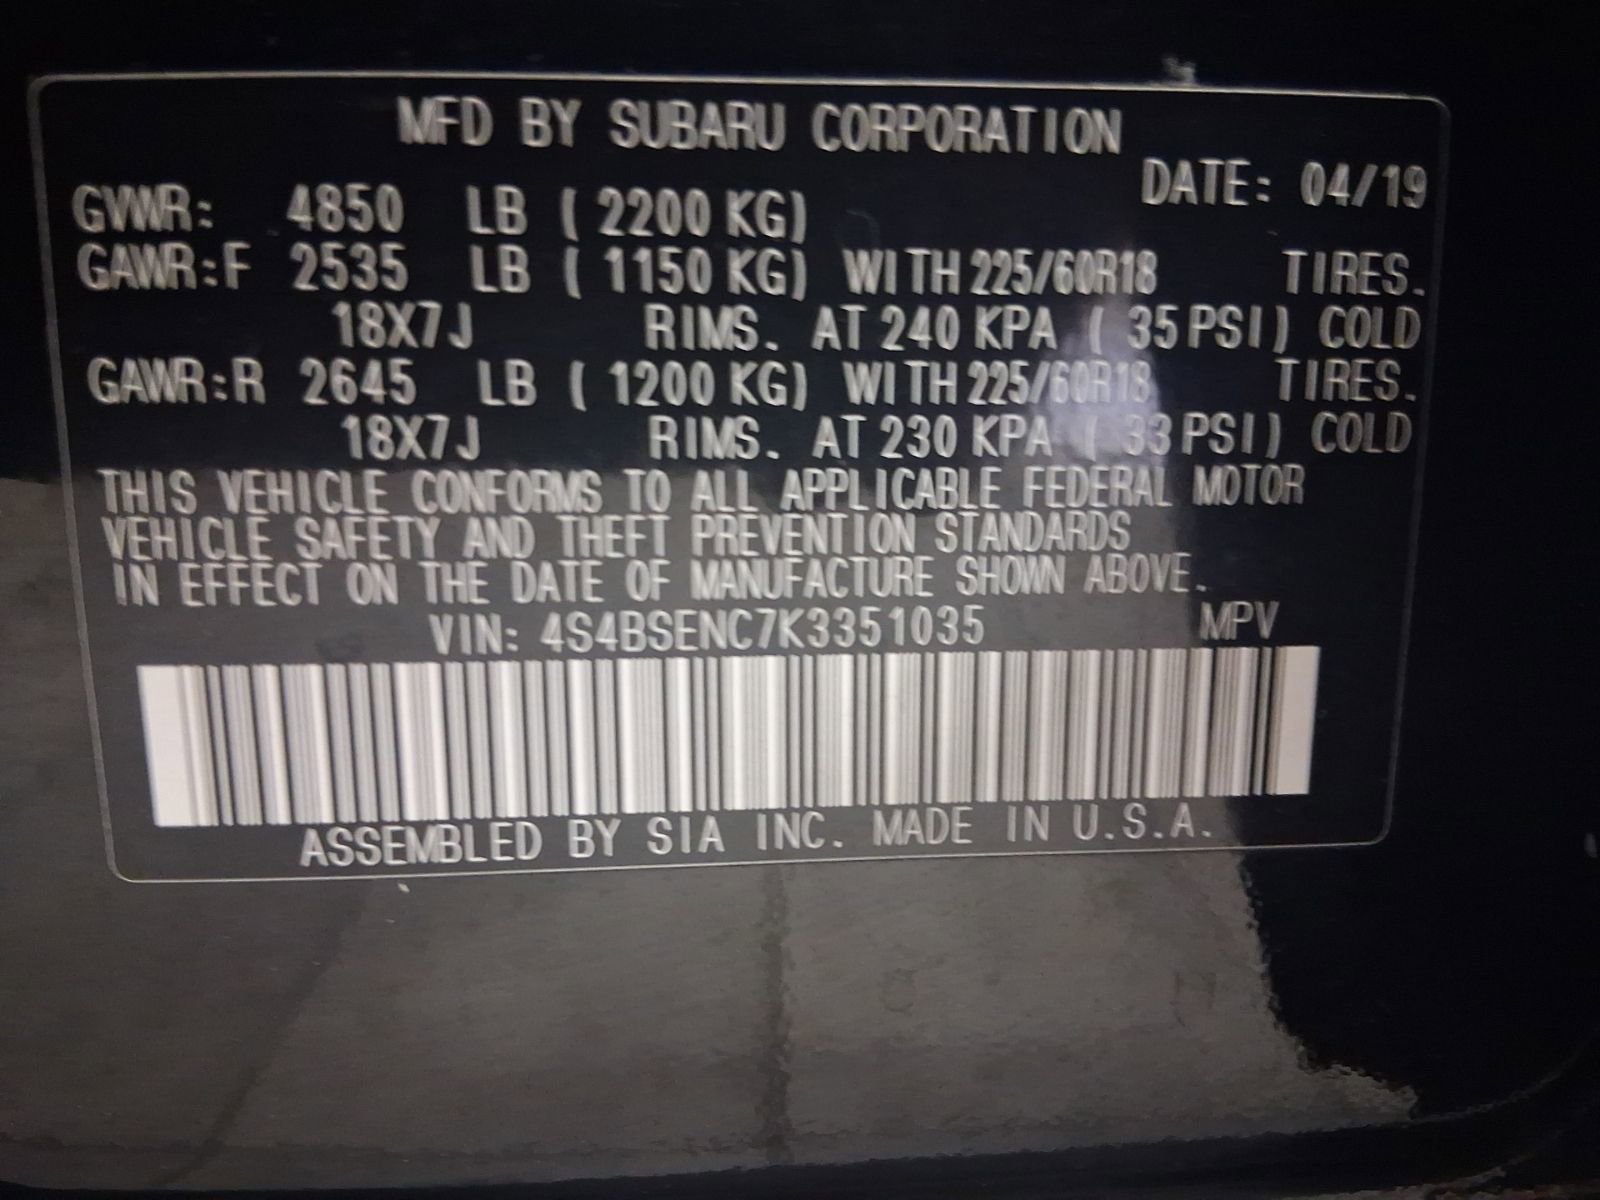 MFD BY SUBARU CORPORATION
DATE: 04/19
GVWR: 4850 LB ( 2200 KG)
GAWR:F 2535 LB ( 1150 KG) WITH 225/60R18 TIRES.
18X7J RIMS. AT 240 KPA ( 35 PSI) COLD
GAWR:R 2645 LB ( 1200 KG) WITH 225/60R18 TIRES.
18X7J RIMS. AT 230 KPA ( 33 PSI) COLD
THIS VEHICLE CONFORMS TO ALL APPLICABLE FEDERAL MOTOR
VEHICLE SAFETY AND THEFT PREVENTION STANDARDS
IN EFFECT ON THE DATE OF MANUFACTURE SHOWN ABOVE.
VIN: 4S4BSENC7K3351035 MPV
ASSEMBLED BY SIA INC. MADE IN U.S.A.